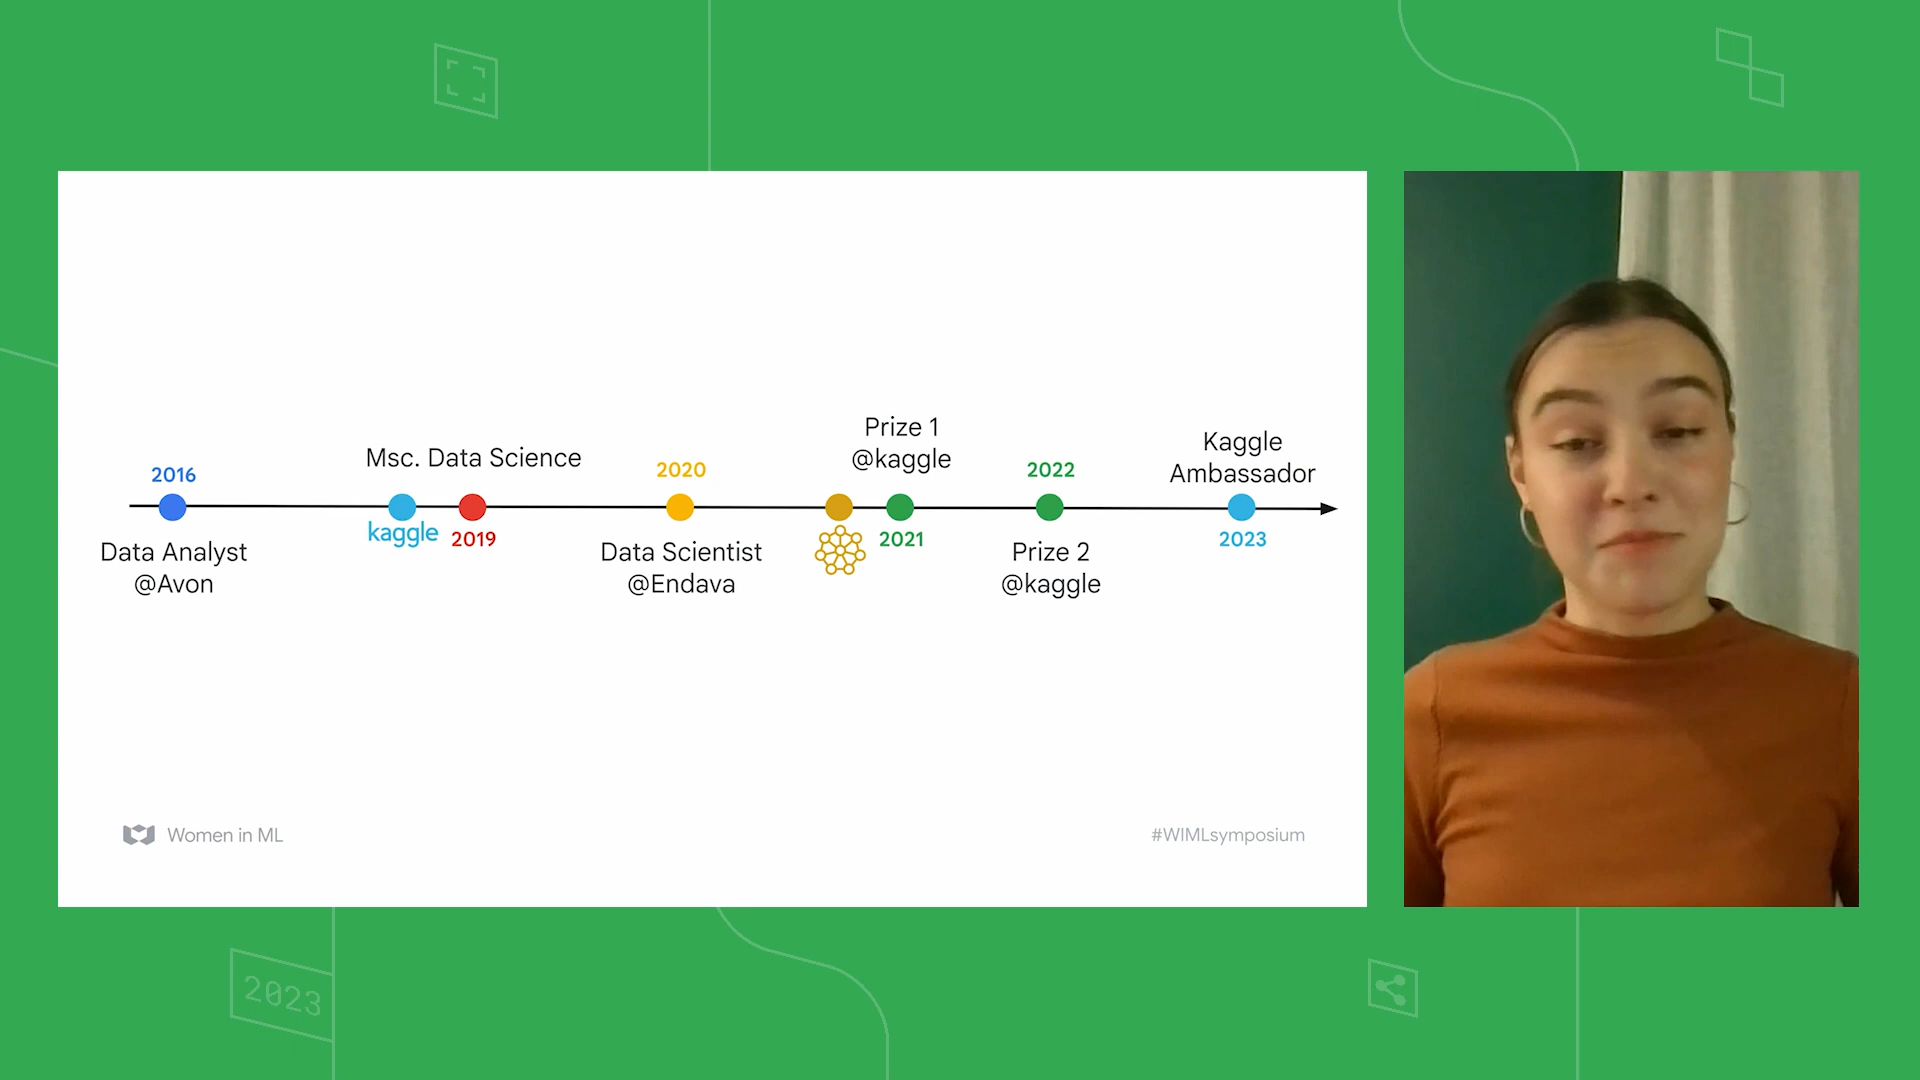 2016
Data Analyst
@Avon
kaggle
Msc. Data Science
2019
2020
Data Scientist
@Endava
Prize 1
@kaggle
2021
2022
Prize 2
@kaggle
Kaggle
Ambassador
2023
Women in ML
#WIMLsymposium
2023